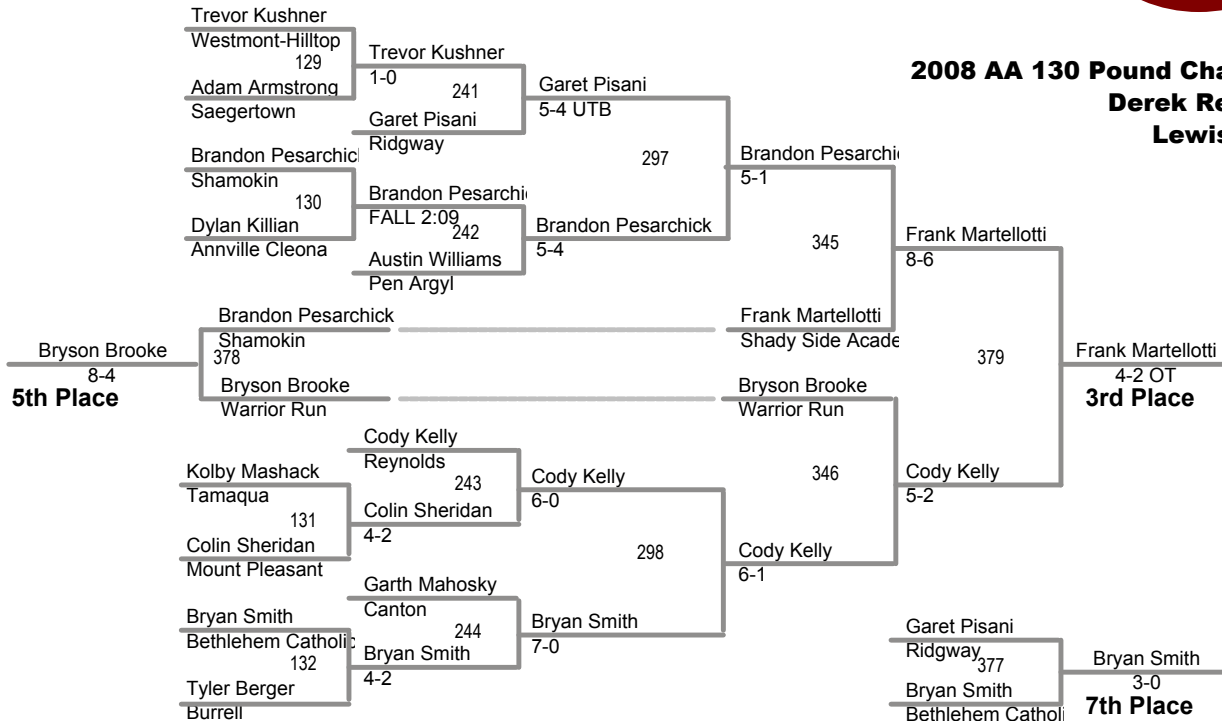 2008 AA 130 Pound Cha
Derek Re
Lewis
Trevor Kushner
Westmont-Hilltop
129
Adam Armstrong
Saegertown
Trevor Kushner
1-0
241
Garet Pisani
Ridgway
Garet Pisani
5-4 UTB
Brandon Pesarchic
Shamokin
130
Dylan Killian
Annville Cleona
Brandon Pesarchi
FALL 2:09
242
Austin Williams
Pen Argyl
Brandon Pesarchick
5-4
297
Brandon Pesarchi
5-1
345
Frank Martellotti
Shady Side Acade
Frank Martellotti
8-6
Brandon Pesarchick
Shamokin
378
Bryson Brooke
Warrior Run
Bryson Brooke
8-4
5th Place
Bryson Brooke
Warrior Run
379
Frank Martellotti
4-2 OT
3rd Place
Cody Kelly
Reynolds
243
Kolby Mashack
Tamaqua
131
Colin Sheridan
Mount Pleasant
Colin Sheridan
4-2
Cody Kelly
6-0
346
Cody Kelly
5-2
298
Cody Kelly
6-1
Garth Mahosky
Canton
244
Bryan Smith
Bethlehem Catholic
132
Tyler Berger
Burrell
Bryan Smith
4-2
Bryan Smith
7-0
Garet Pisani
Ridgway
377
Bryan Smith
Bethlehem Catholi
Bryan Smith
3-0
7th Place